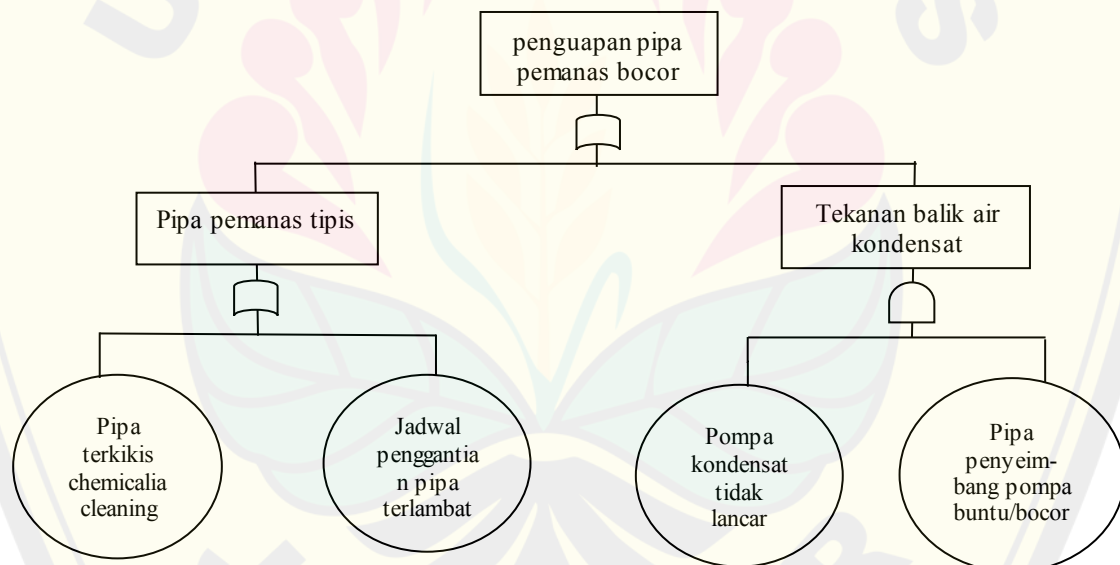 penguapan pipa
pemanas bocor
Pipa pemanas tipis
Tekanan balik air
kondensat
Pipa
terkikis
chemicalia
cleaning
Jadwal
penggantia
n pipa
terlambat
Pompa
kondensat
tidak
lancar
Pipa
penyeim-
bang pompa
buntu/bocor